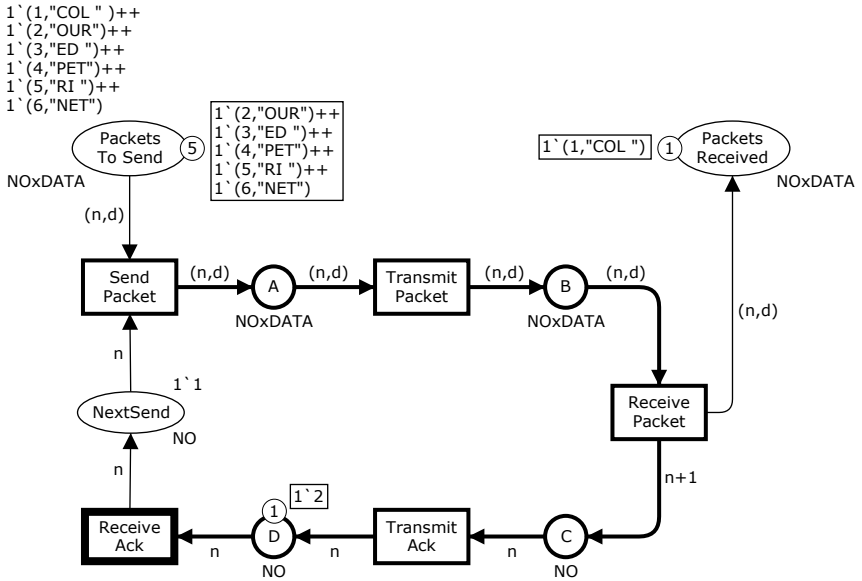 1`(1,"COL ")++
1`(2,"OUR")++
1`(3,"ED ")++
1`(4,"PET")++
1`(5,"RI ")++
1`(6,"NET")
Packets
To Send
5
1`(2,"OUR")++
1`(3,"ED ")++
1`(4,"PET")++
1`(5,"RI ")++
1`(6,"NET")
NOxDATA
1`(1,"COL ")
1
Packets
Received
NOxDATA
(n,d)
Send
Packet
(n,d)
A
NOxDATA
(n,d)
Transmit
Packet
(n,d)
B
NOxDATA
(n,d)
(n,d)
n
1`1
NextSend
NO
Receive
Packet
n
n+1
1`2
1
Receive
Ack
n
D
NO
n
Transmit
Ack
n
C
NO